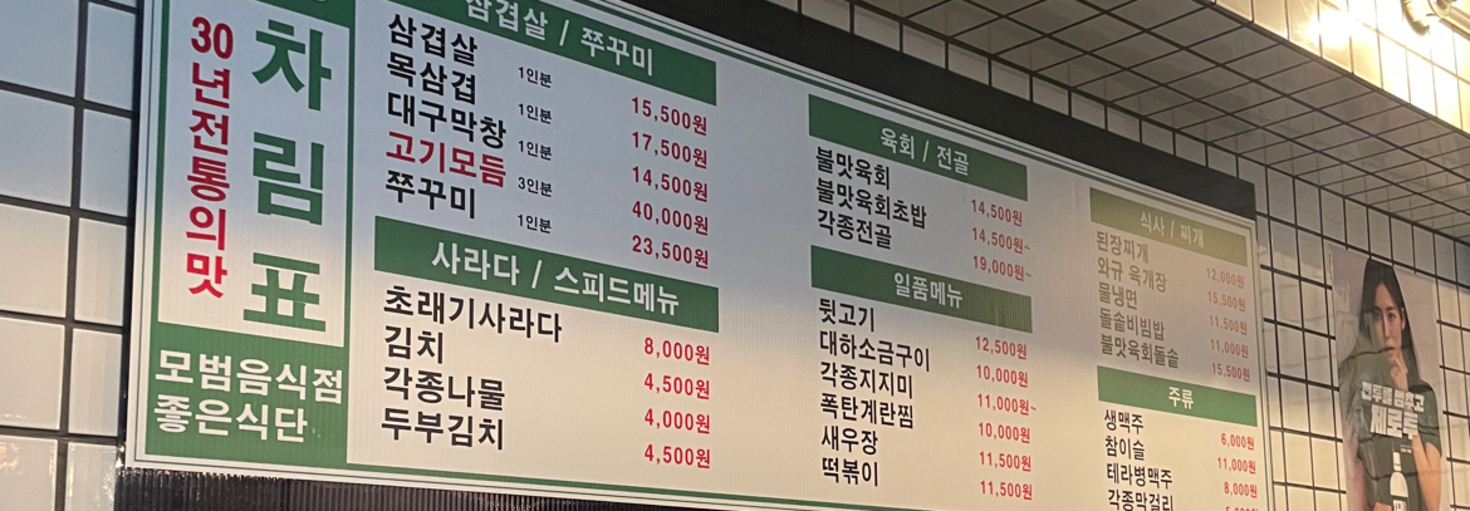 차림표
30년전통의맛
모범음식점
좋은식단
삼겹살 / 쭈꾸미
삼겹살 1인분 15,500원
목삼겹 1인분 17,500원
대구막창 1인분 14,500원
고기모듬 3인분 40,000원
쭈꾸미 1인분 23,500원
사라다 / 스피드메뉴
초래기사라다 8,000원
김치 4,500원
각종나물 4,000원
두부김치 4,500원
육회 / 전골
불맛육회 14,500원
불맛육회초밥 14,500원~
각종전골 19,000원~
일품메뉴
뒷고기 12,500원
대하소금구이 10,000원
각종지지미 11,000원~
폭탄계란찜 10,000원
새우장 11,500원
떡볶이 11,500원
식사 / 찌개
된장찌개 12,000원
와규 육개장 15,500원
물냉면 11,500원
돌솥비빔밥 11,000원
불맛육회돌솥 15,500원
주류
생맥주 6,000원
참이슬 11,000원
테라병맥주 8,000원
각종막걸리
제로투